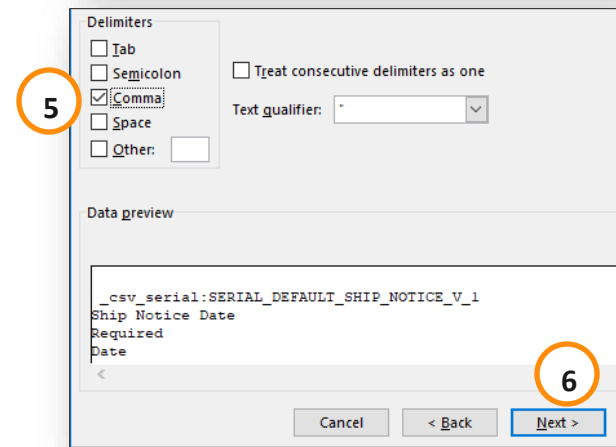 Delimiters
Tab
Semicolon
Treat consecutive delimiters as one
5
Comma
Text qualifier: "
Space
Other:
Data preview
_csv_serial:SERIAL_DEFAULT_SHIP_NOTICE_V_1
Ship Notice Date
Required
Date
6
Cancel
< Back
Next >